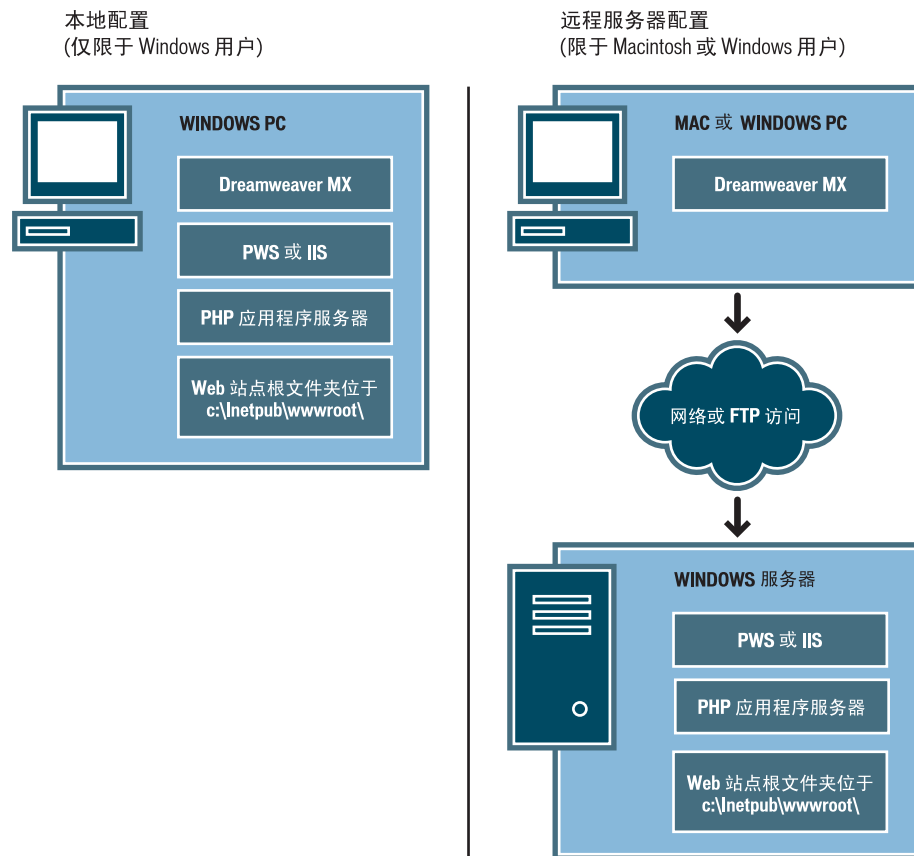 本地配置
(仅限于 Windows 用户)
WINDOWS PC
Dreamweaver MX
PWS 或 IIS
PHP 应用程序服务器
Web 站点根文件夹位于
c:\Inetpub\wwwroot\
远程服务器配置
(限于 Macintosh 或 Windows 用户)
MAC 或 WINDOWS PC
Dreamweaver MX
网络或 FTP 访问
WINDOWS 服务器
PWS 或 IIS
PHP 应用程序服务器
Web 站点根文件夹位于
c:\Inetpub\wwwroot\